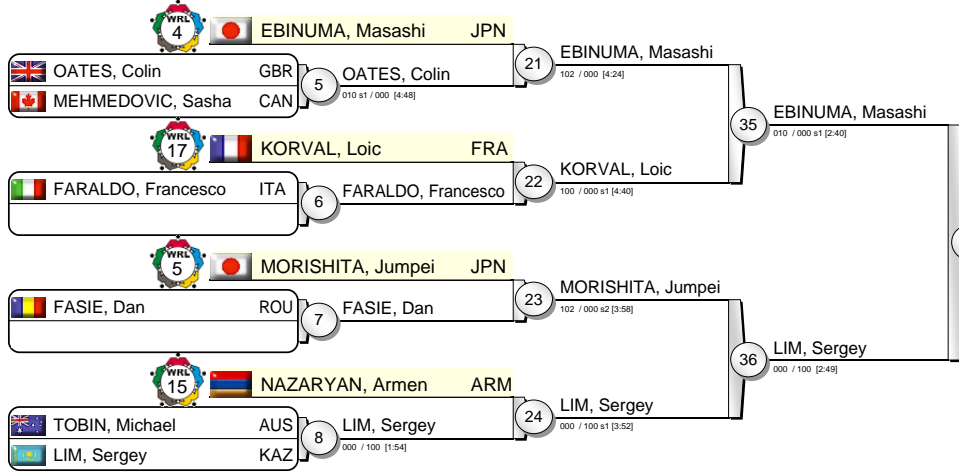 WRL
4
EBINUMA, Masashi JPN
OATES, Colin GBR
MEHMEDOVIC, Sasha CAN
5
OATES, Colin
010 s1 / 000 [4:48]
21
EBINUMA, Masashi
102 / 000 [4:24]
WRL
17
KORVAL, Loic FRA
FARALDO, Francesco ITA
6
FARALDO, Francesco
22
KORVAL, Loic
100 / 000 s1 [4:40]
35
EBINUMA, Masashi
010 / 000 s1 [2:40]
WRL
5
MORISHITA, Jumpei JPN
FASIE, Dan ROU
7
FASIE, Dan
23
MORISHITA, Jumpei
102 / 000 s2 [3:58]
WRL
15
NAZARYAN, Armen ARM
TOBIN, Michael AUS
LIM, Sergey KAZ
8
LIM, Sergey
000 / 100 [1:54]
24
LIM, Sergey
000 / 100 s1 [3:52]
36
LIM, Sergey
000 / 100 [2:49]